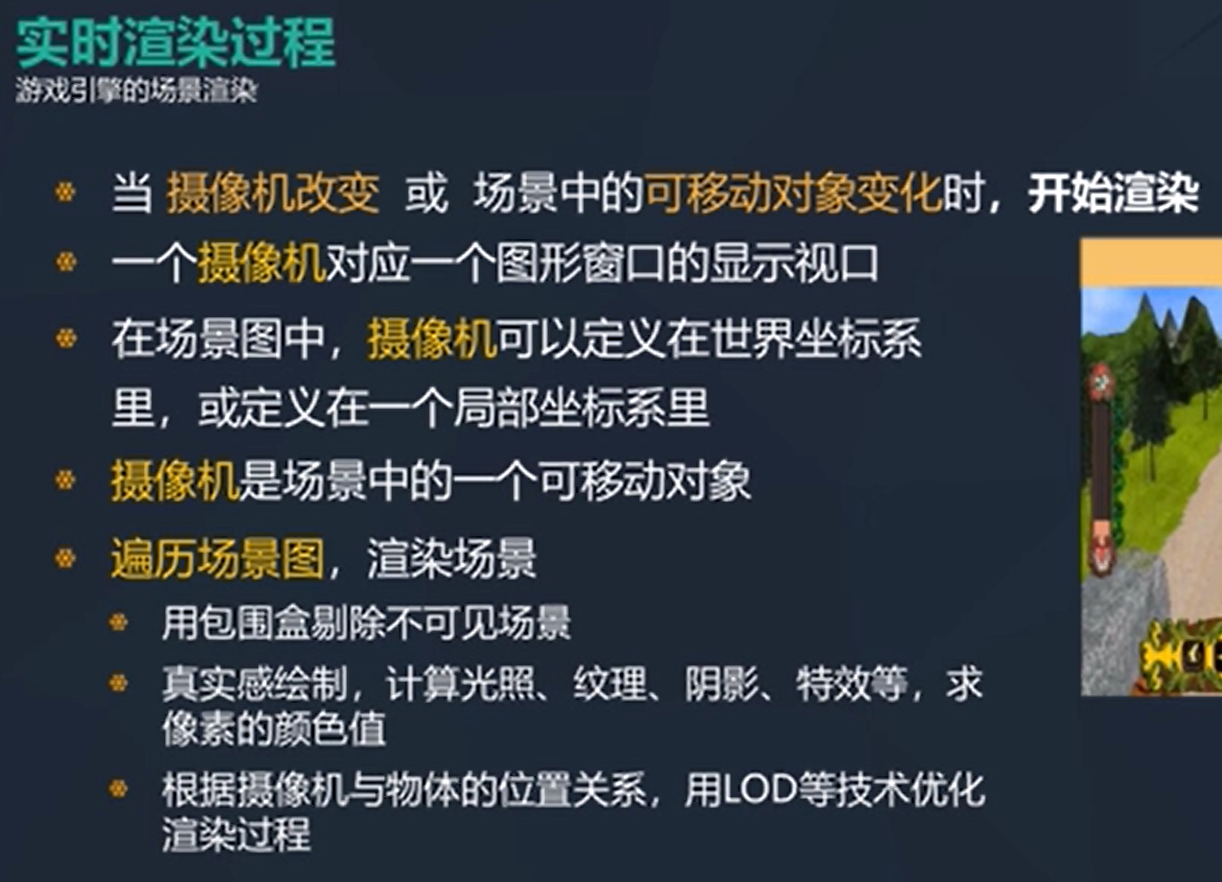 实时渲染过程
游戏引擎的场景渲染
当 摄像机改变 或 场景中的可移动对象变化时，开始渲染
一个摄像机对应一个图形窗口的显示视口
在场景图中，摄像机可以定义在世界坐标系
里，或定义在一个局部坐标系里
摄像机是场景中的一个可移动对象
遍历场景图，渲染场景
用包围盒剔除不可见场景
真实感绘制，计算光照、纹理、阴影、特效等，求
像素的颜色值
根据摄像机与物体的位置关系，用LOD等技术优化
渲染过程